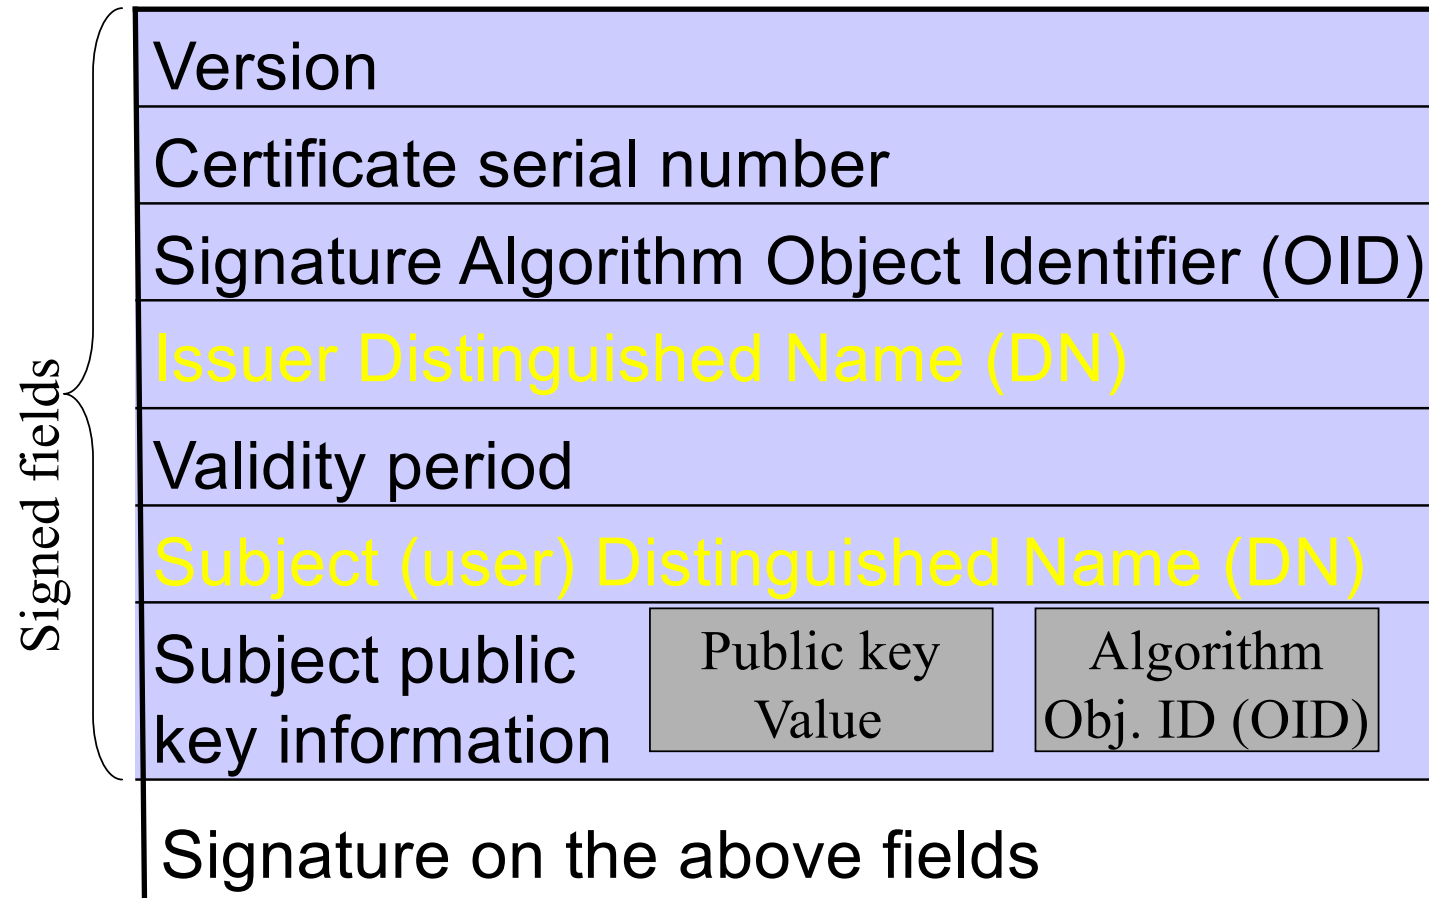 Version
Certificate serial number
Signature Algorithm Object Identifier (OID)
Issuer Distinguished Name (DN)
Validity period
Subject (user) Distinguished Name (DN)
Subject public
key information
Public key
Value
Algorithm
Obj. ID (OID)
Signature on the above fields
Signed fields